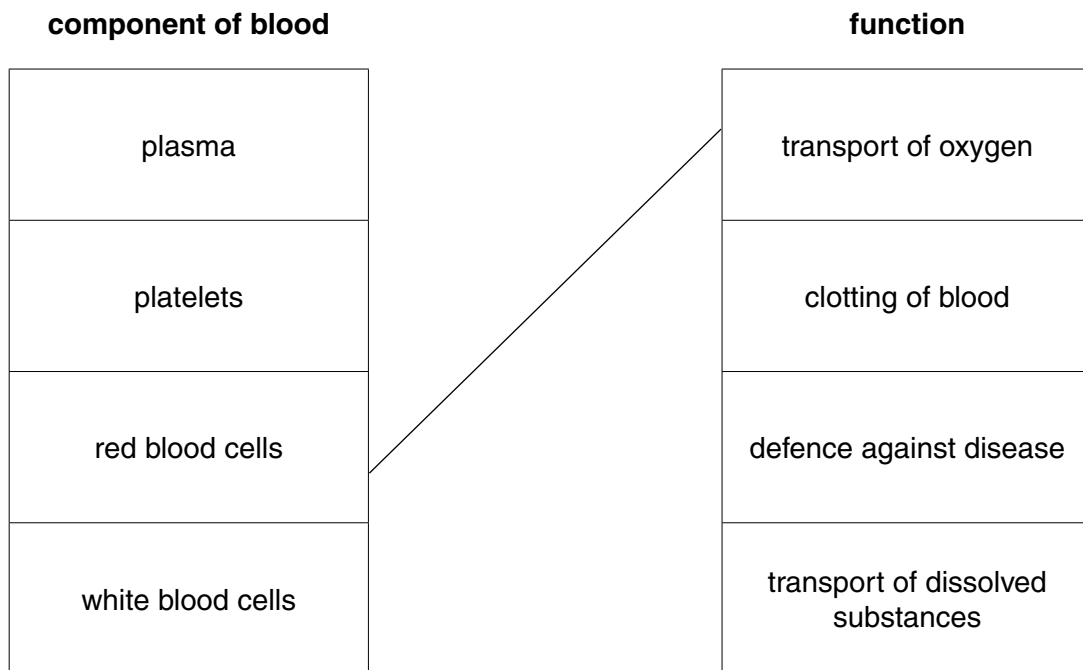 component of blood
function
plasma
transport of oxygen
platelets
clotting of blood
red blood cells
defence against disease
white blood cells
transport of dissolved
substances